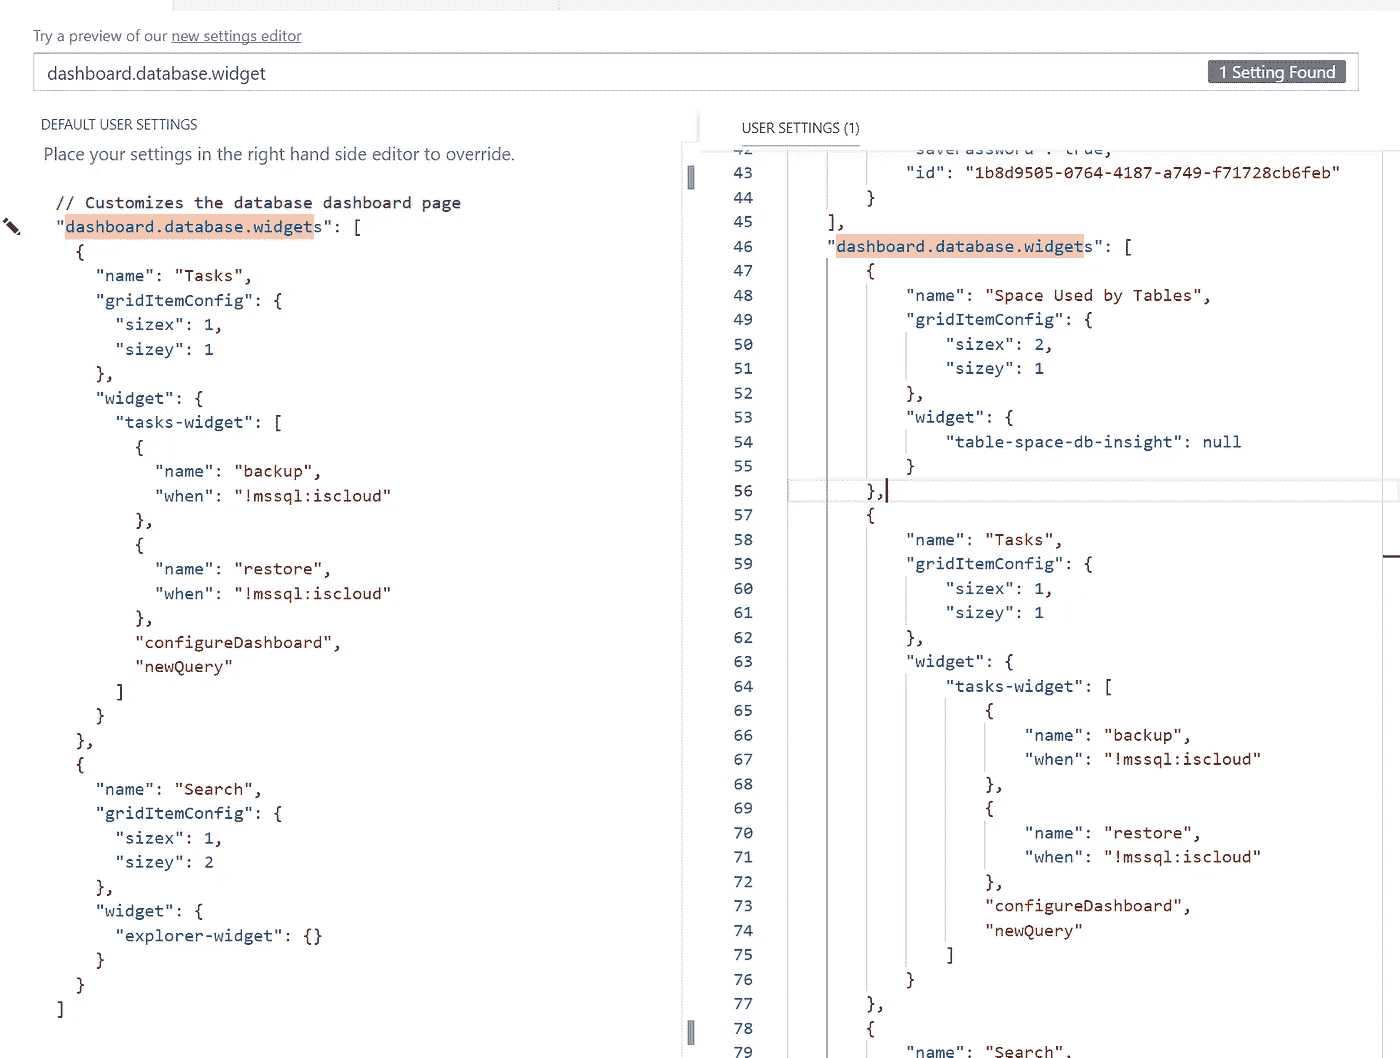 Try a preview of our new settings editor
dashboard.database.widget
1 Setting Found
DEFAULT USER SETTINGS
Place your settings in the right hand side editor to override.
// Customizes the database dashboard page
"dashboard.database.widgets": [
{
"name": "Tasks",
"gridItemConfig": {
"sizex": 1,
"sizey": 1
},
"widget": {
"tasks-widget": [
{
"name": "backup",
"when": "!mssql:iscloud"
},
{
"name": "restore",
"when": "!mssql:iscloud"
},
"configureDashboard",
"newQuery"
]
}
},
{
"name": "Search",
"gridItemConfig": {
"sizex": 1,
"sizey": 2
},
"widget": {
"explorer-widget": {}
}
}
]
USER SETTINGS (1)
42 "savePassword": true,
43 "id": "1b8d9505-0764-4187-a749-f71728cb6feb"
44 }
45 ],
46 "dashboard.database.widgets": [
47 {
48 "name": "Space Used by Tables",
49 "gridItemConfig": {
50 "sizex": 2,
51 "sizey": 1
52 },
53 "widget": {
54 "table-space-db-insight": null
55 }
56 },
57 {
58 "name": "Tasks",
59 "gridItemConfig": {
60 "sizex": 1,
61 "sizey": 1
62 },
63 "widget": {
64 "tasks-widget": [
65 {
66 "name": "backup",
67 "when": "!mssql:iscloud"
68 },
69 {
70 "name": "restore",
71 "when": "!mssql:iscloud"
72 },
73 "configureDashboard",
74 "newQuery"
75 ]
76 }
77 },
78 {
79 "name": "Search",